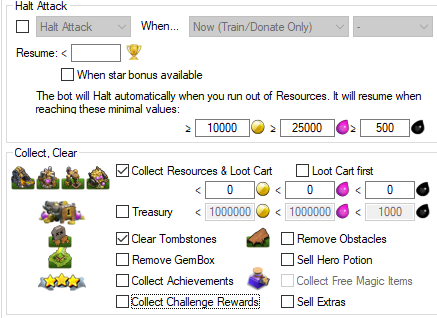 Halt Attack
Halt Attack When... Now (Train/Donate Only) -
Resume: <
When star bonus available
The bot will Halt automatically when you run out of Resources. It will resume when
reaching these minimal values:
≥ 10000 ≥ 25000 ≥ 500
Collect, Clear
Collect Resources & Loot Cart Loot Cart first
< 0 < 0 < 0
Treasury < 1000000 < 1000000 < 1000
Clear Tombstones Remove Obstacles
Remove GemBox Sell Hero Potion
Collect Achievements Collect Free Magic Items
Collect Challenge Rewards Sell Extras